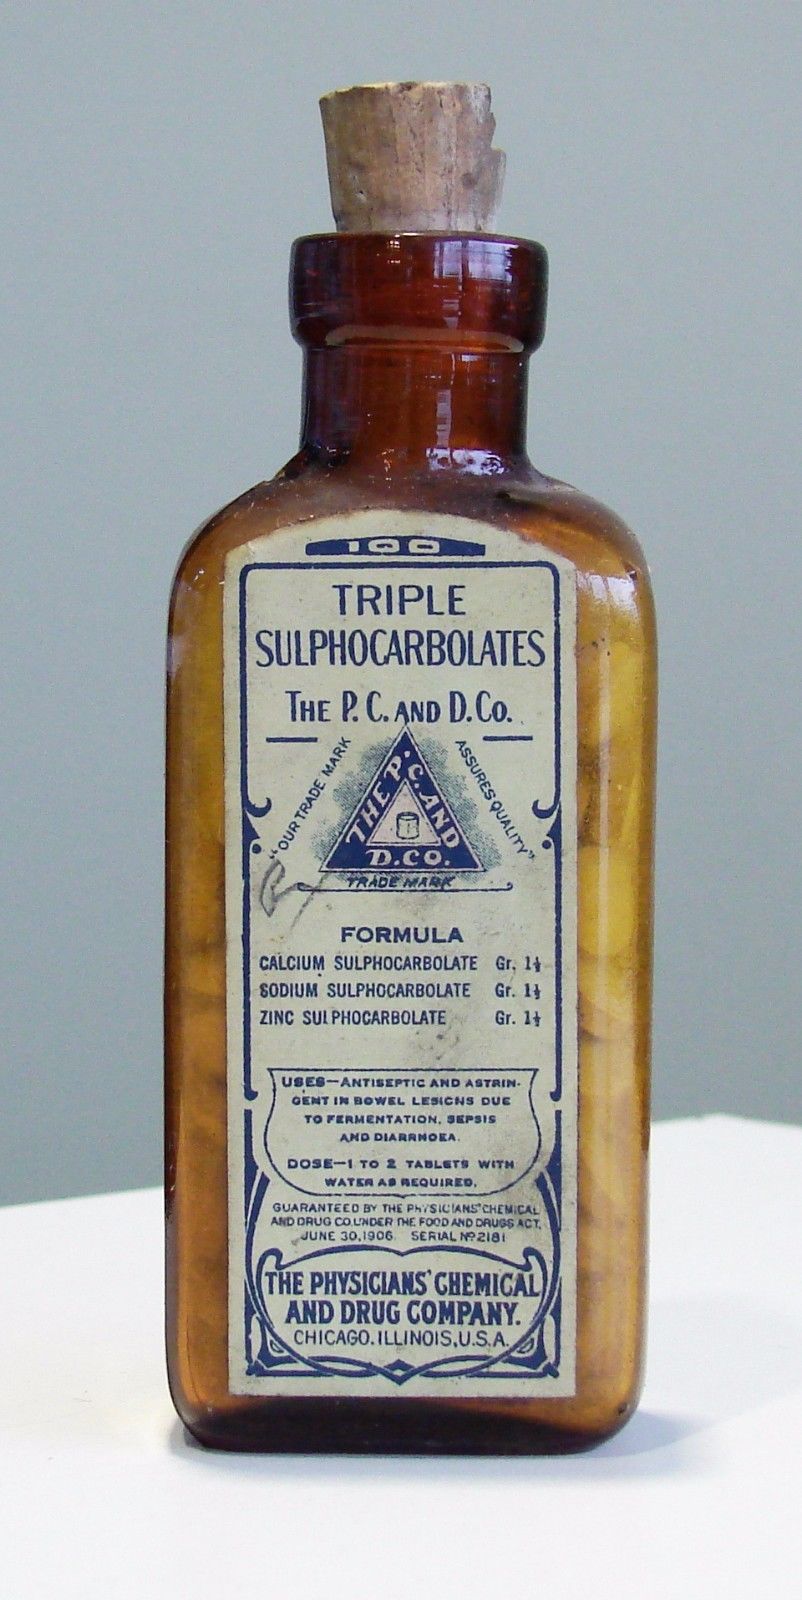 100
TRIPLE
SULPHOCARBOLATES
THE P. C. AND D. CO.
"OUR TRADE MARK
ASSURES QUALITY"
THE P. C. AND
D. CO.
TRADE MARK
FORMULA
CALCIUM SULPHOCARBOLATE Gr. 1½
SODIUM SULPHOCARBOLATE Gr. 1½
ZINC SULPHOCARBOLATE Gr. 1½
USES—ANTISEPTIC AND ASTRIN-
GENT IN BOWEL LESIONS DUE
TO FERMENTATION, SEPSIS
AND DIARRHOEA.
DOSE—1 TO 2 TABLETS WITH
WATER AS REQUIRED.
GUARANTEED BY THE PHYSICIANS' CHEMICAL
AND DRUG CO. UNDER THE FOOD AND DRUGS ACT,
JUNE 30, 1906. SERIAL Nº 2181
THE PHYSICIANS' CHEMICAL
AND DRUG COMPANY.
CHICAGO. ILLINOIS, U.S.A.